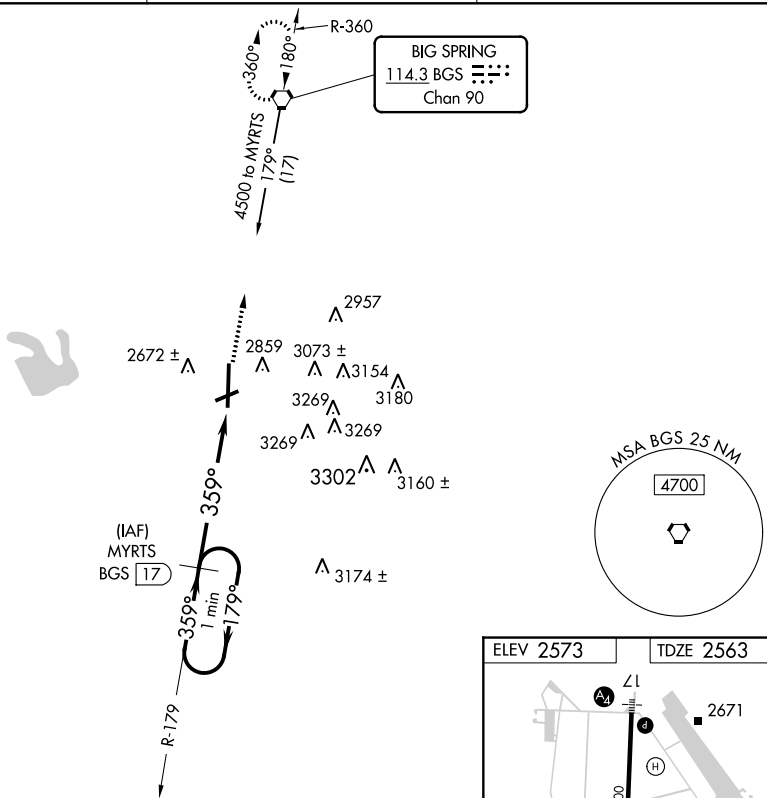 R-360
360°
180°
BIG SPRING
114.3 BGS
Chan 90
4500 to MYRTS
179°
(17)
2957
2672 ±
2859
3073 ±
3154
3180
3269
3269
3269
3302
3160 ±
359°
MSA BGS 25 NM
4700
(IAF)
MYRTS
BGS 17
3174 ±
359°
1 min
179°
R-179
ELEV 2573
TDZE 2563
A4
17
2671
P
H